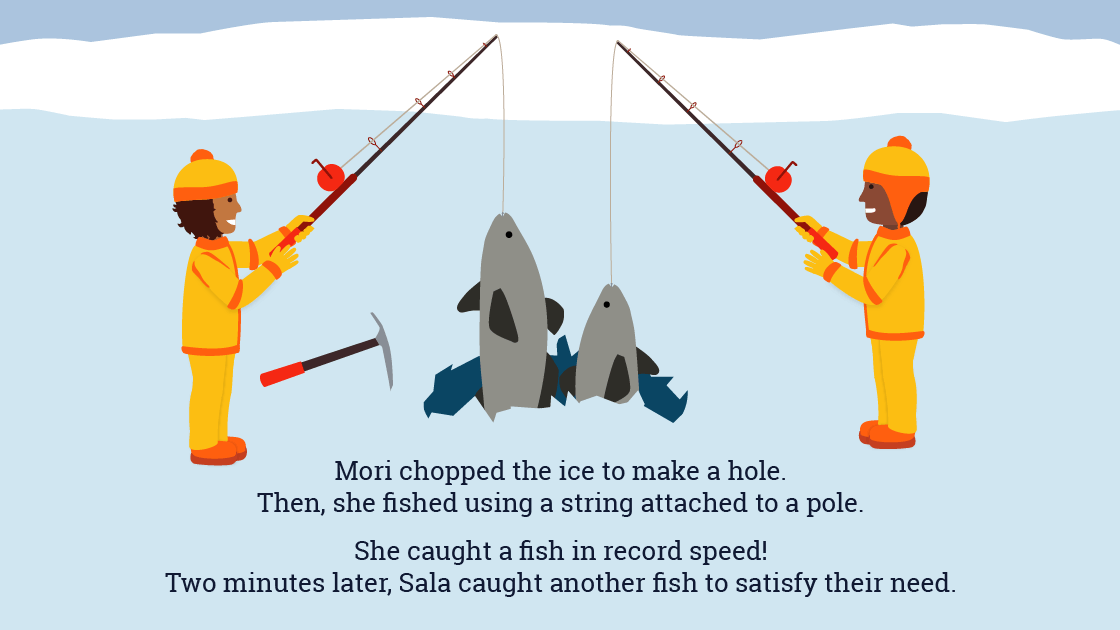 Mori chopped the ice to make a hole.
Then, she fished using a string attached to a pole.
She caught a fish in record speed!
Two minutes later, Sala caught another fish to satisfy their need.